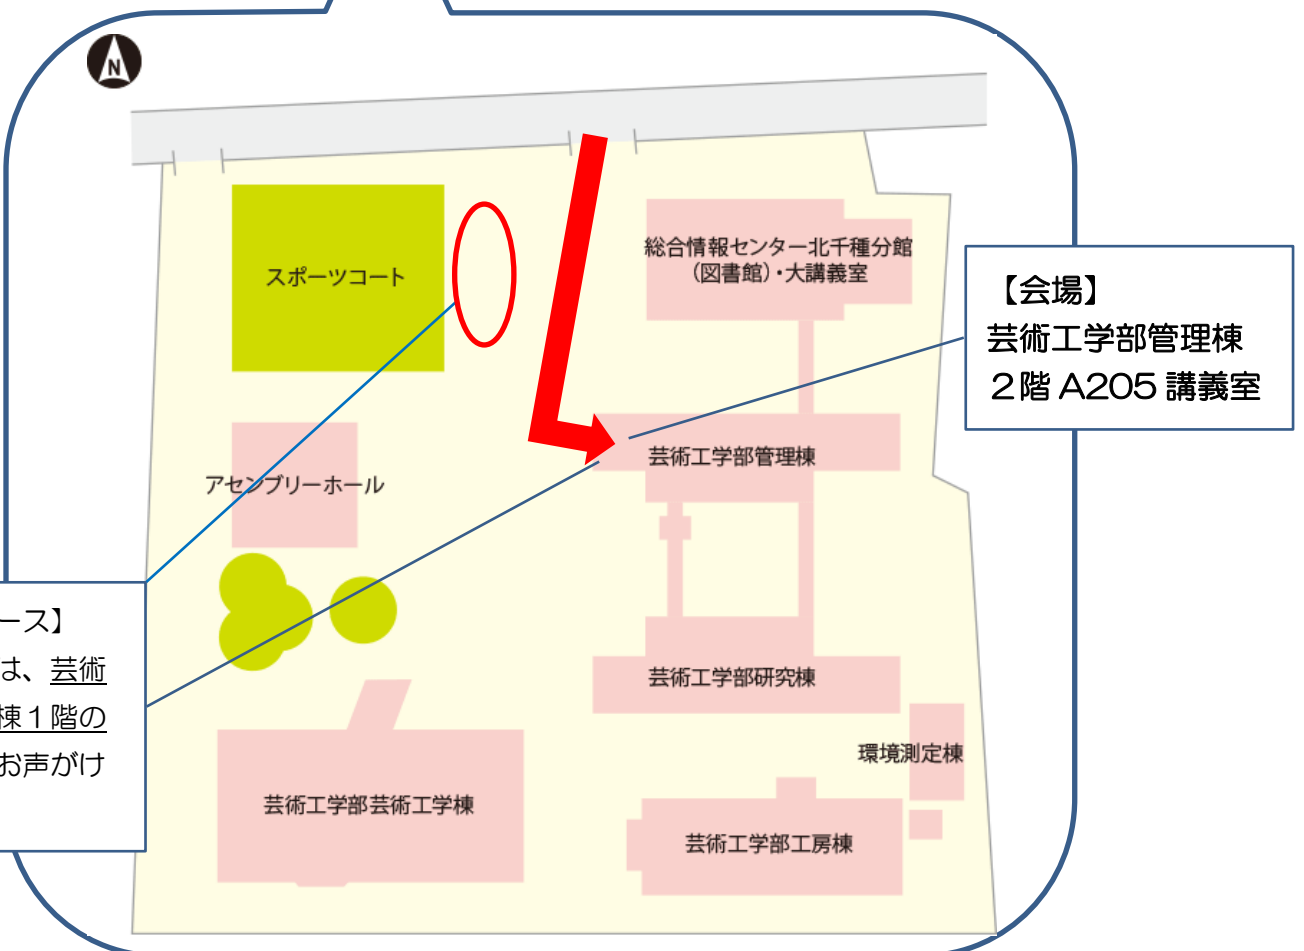 N
総合情報センター北千種分館
(図書館)・大講義室
スポーツコート
【会場】
芸術工学部管理棟
２階 A205 講義室
芸術工学部管理棟
アセンブリーホール
ース】
は、芸術
棟１階の
お声がけ
芸術工学部研究棟
環境測定棟
芸術工学部芸術工学棟
芸術工学部工房棟